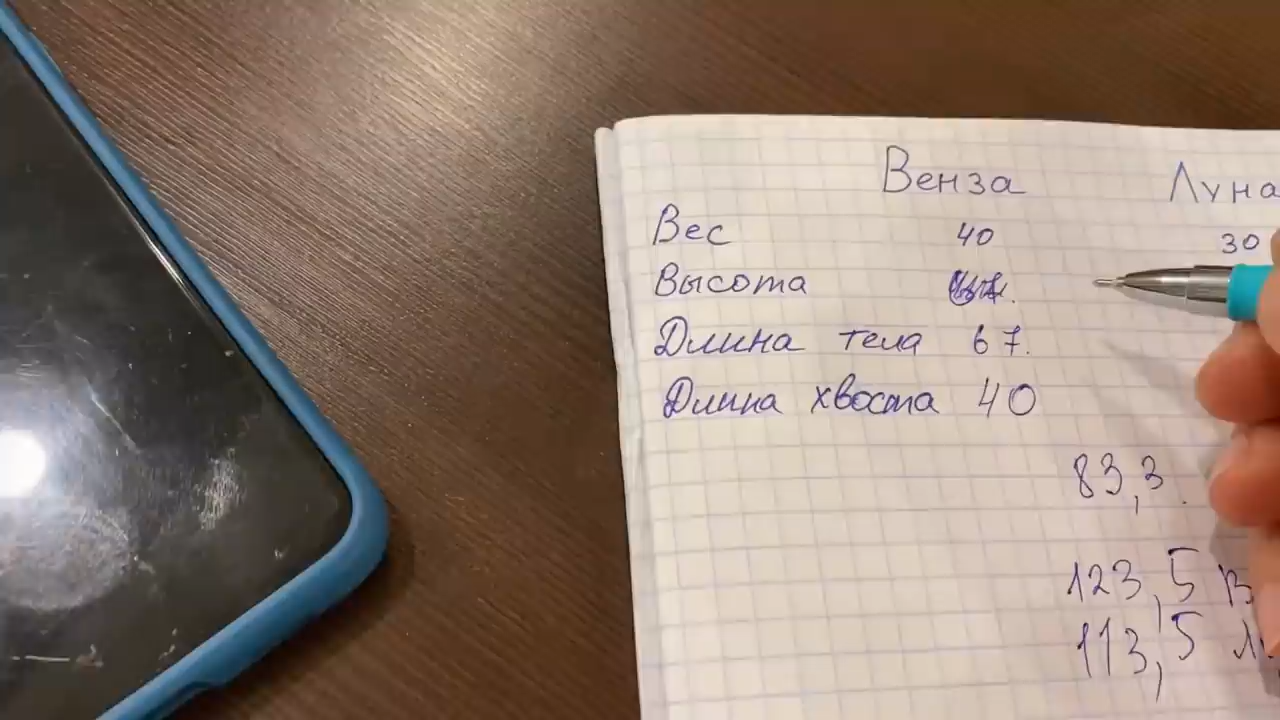 Венза Луна
Вес 40 30
Высота
Длина тела 67.
Длина хвоста 40
83,3.
123,5 В
113,5